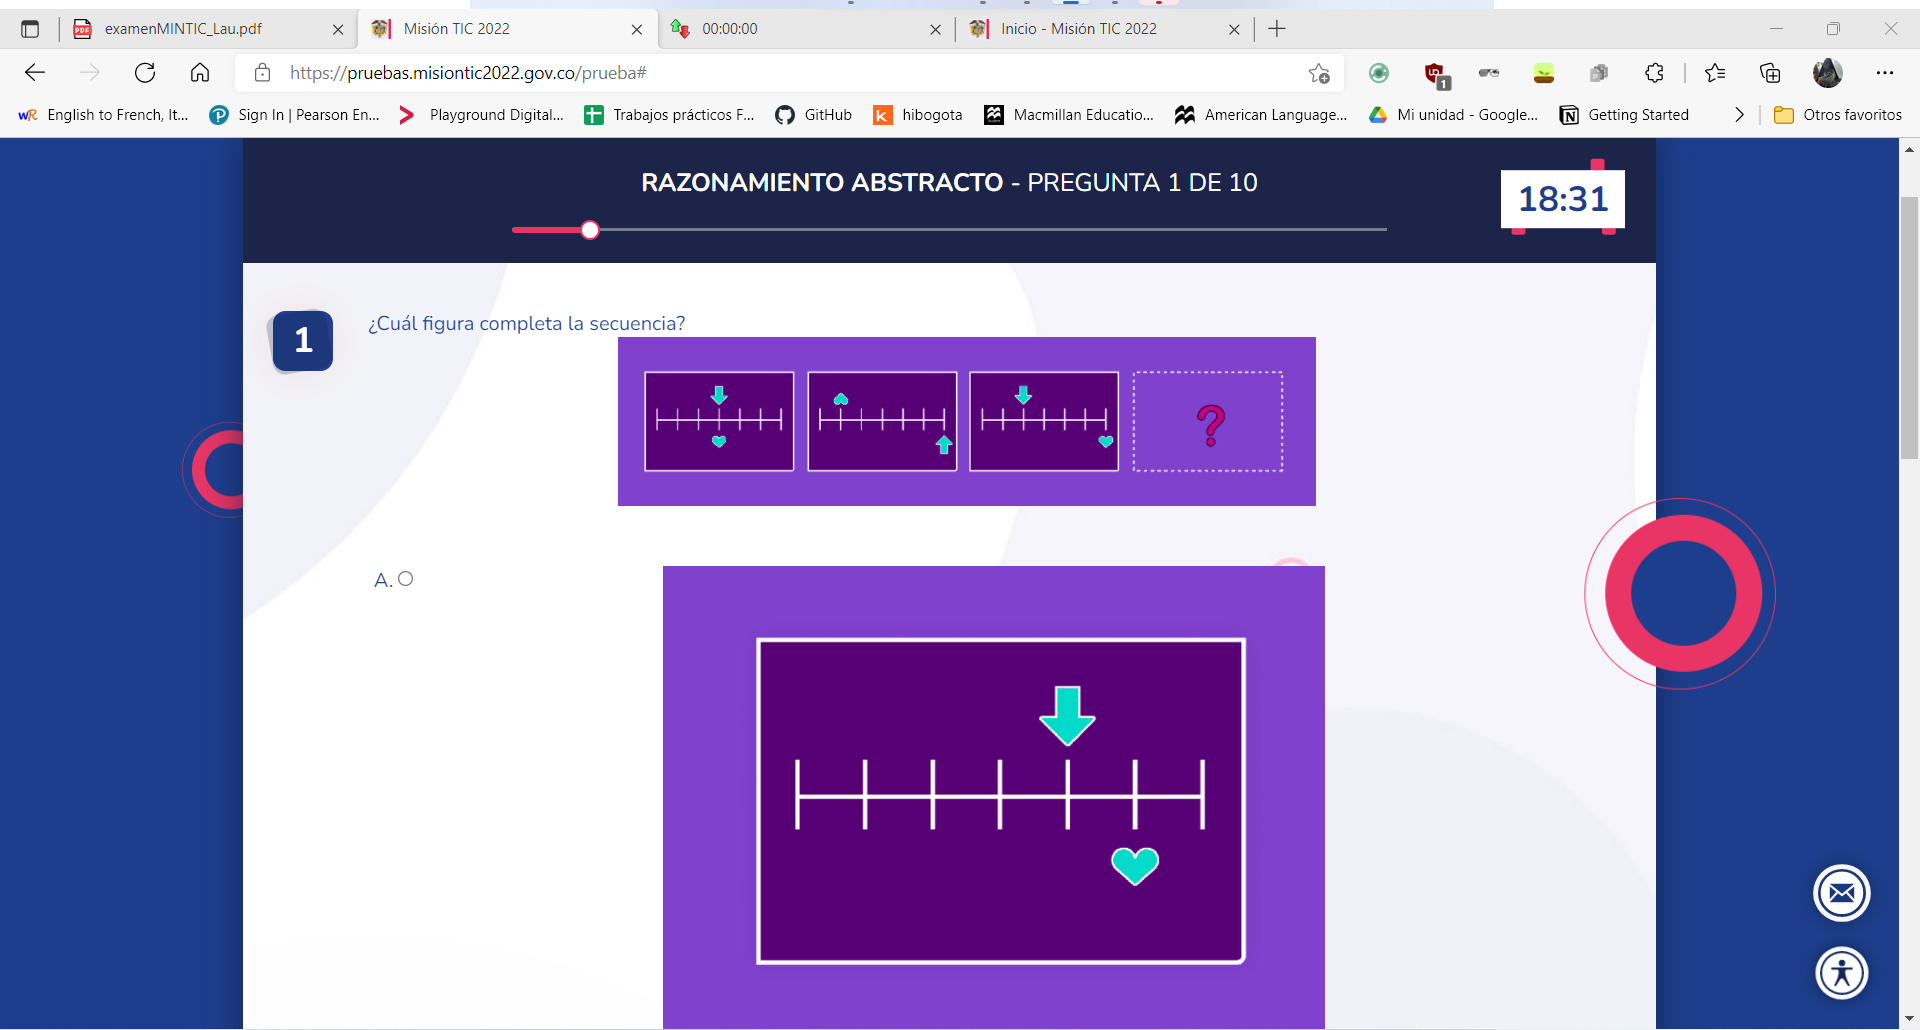 examenMINTIC_Lau.pdf
Misión TIC 2022
00:00:00
Inicio - Misión TIC 2022
https://pruebas.misiontic2022.gov.co/prueba#
1
English to French, It...
Sign In | Pearson En...
Playground Digital...
Trabajos prácticos F...
GitHub
hibogota
Macmillan Educatio...
American Language...
Mi unidad - Google...
Getting Started
Otros favoritos
RAZONAMIENTO ABSTRACTO - PREGUNTA 1 DE 10
18:31
1
¿Cuál figura completa la secuencia?
?
A.